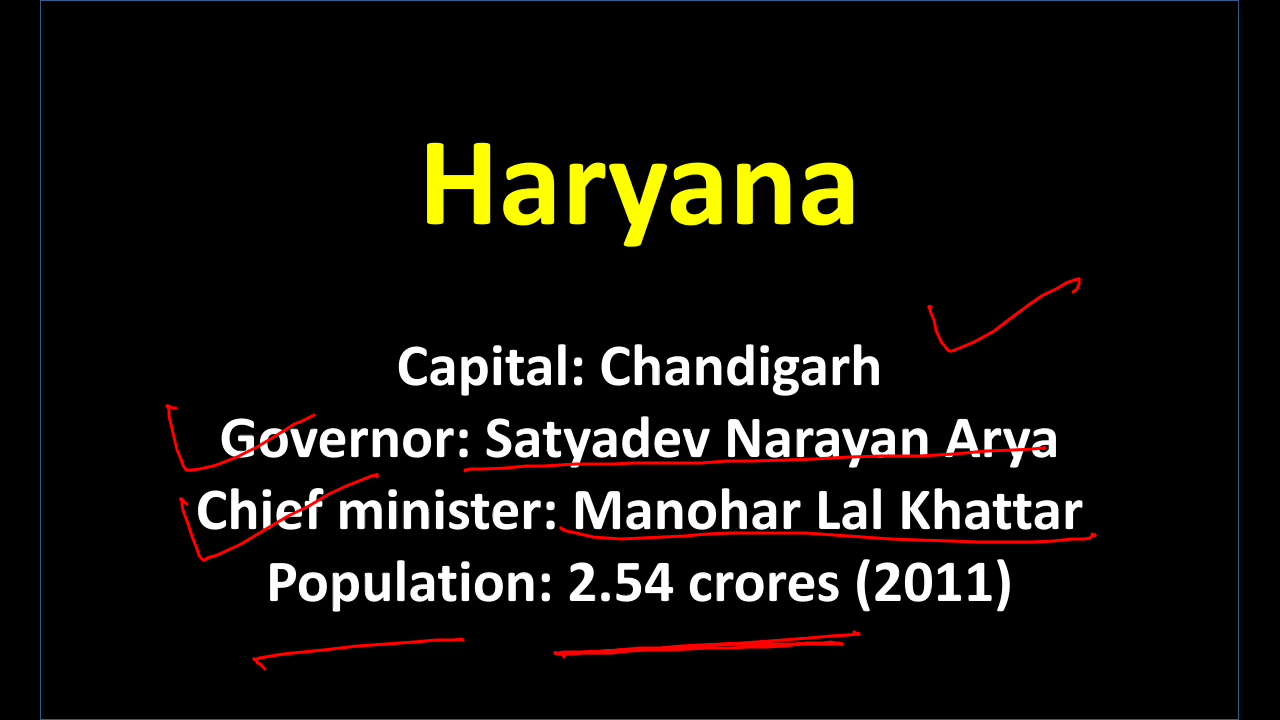 Haryana
Capital: Chandigarh
Governor: Satyadev Narayan Arya
Chief minister: Manohar Lal Khattar
Population: 2.54 crores (2011)